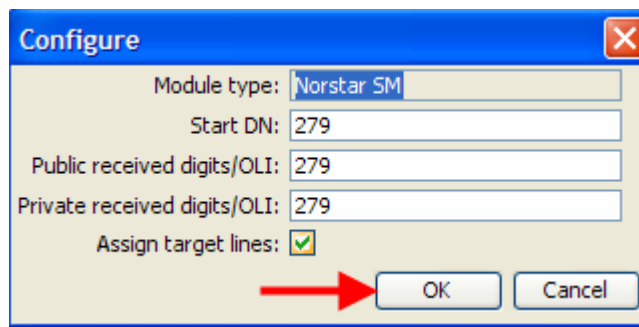 Configure
Module type: Norstar SM
Start DN: 279
Public received digits/OLI: 279
Private received digits/OLI: 279
Assign target lines:
OK Cancel